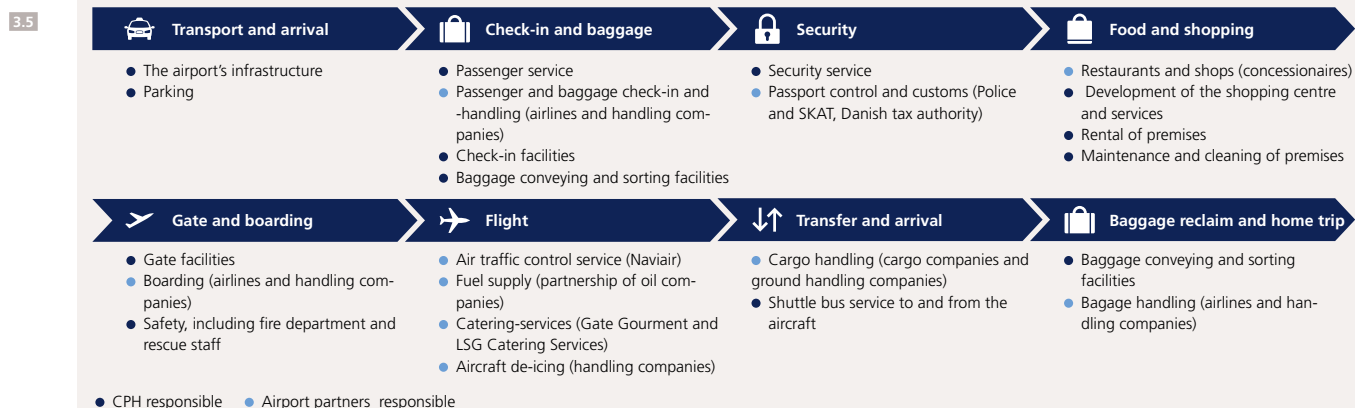 3.5
Transport and arrival
The airport's infrastructure
Parking
Check-in and baggage
Passenger service
Passenger and baggage check-in and
-handling (airlines and handling com-
panies)
Check-in facilities
Baggage conveying and sorting facilities
Security
Security service
Passport control and customs (Police
and SKAT, Danish tax authority)
Food and shopping
Restaurants and shops (concessionaires)
Development of the shopping centre
and services
Rental of premises
Maintenance and cleaning of premises
Gate and boarding
Gate facilities
Boarding (airlines and handling com-
panies)
Safety, including fire department and
rescue staff
Flight
Air traffic control service (Naviair)
Fuel supply (partnership of oil com-
panies)
Catering-services (Gate Gourment and
LSG Catering Services)
Aircraft de-icing (handling companies)
Transfer and arrival
Cargo handling (cargo companies and
ground handling companies)
Shuttle bus service to and from the
aircraft
Baggage reclaim and home trip
Baggage conveying and sorting
facilities
Bagage handling (airlines and han-
dling companies)
CPH responsible
Airport partners responsible